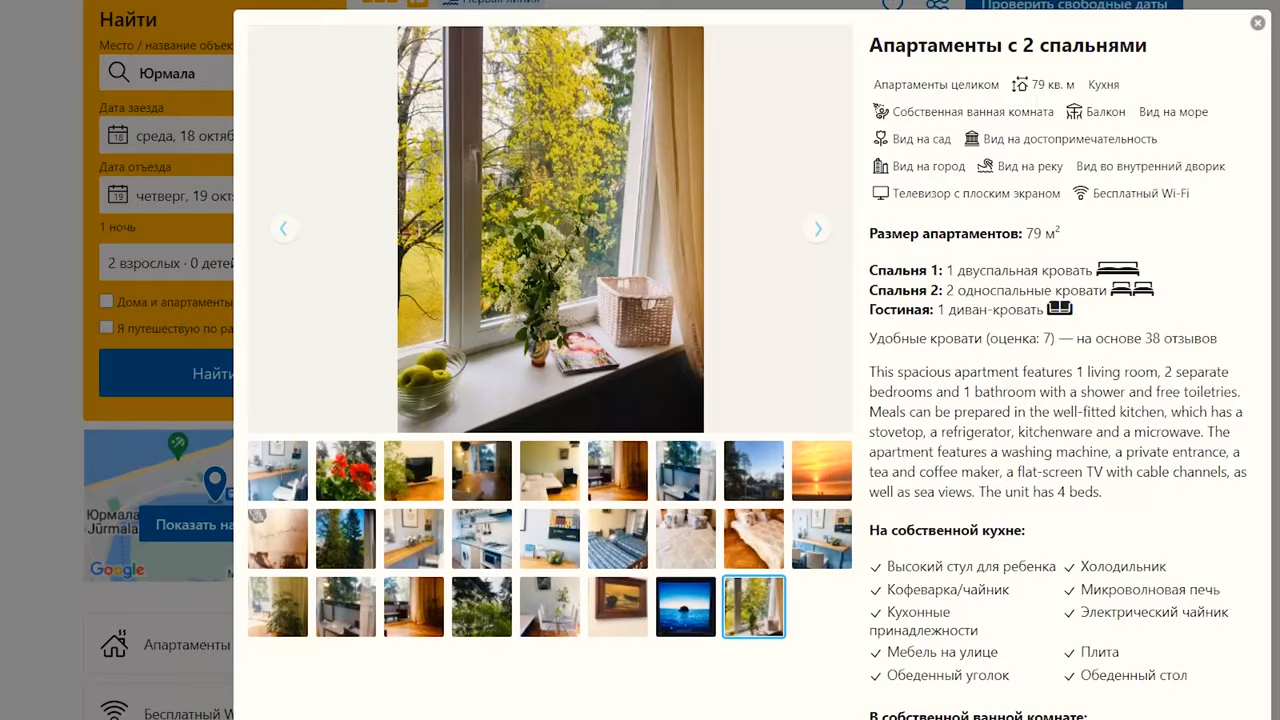 Первая линия
Проверить свободные даты
Найти
Место / название объек
Юрмала
Дата заезда
18
среда, 18 октяб
Дата отъезда
19
четверг, 19 окт
1 ночь
2 взрослых · 0 детей
Дома и апартаменты
Я путешествую по ра
Найти
Юрмала
Jūrmala
Показать на
Google
Апартаменты
Бесплатный W
Апартаменты с 2 спальнями
Апартаменты целиком 79 кв. м Кухня
Собственная ванная комната Балкон Вид на море
Вид на сад Вид на достопримечательность
Вид на город Вид на реку Вид во внутренний дворик
Телевизор с плоским экраном Бесплатный Wi-Fi
Размер апартаментов: 79 м²
Спальня 1: 1 двуспальная кровать
Спальня 2: 2 односпальные кровати
Гостиная: 1 диван-кровать
Удобные кровати (оценка: 7) — на основе 38 отзывов
This spacious apartment features 1 living room, 2 separate
bedrooms and 1 bathroom with a shower and free toiletries.
Meals can be prepared in the well-fitted kitchen, which has a
stovetop, a refrigerator, kitchenware and a microwave. The
apartment features a washing machine, a private entrance, a
tea and coffee maker, a flat-screen TV with cable channels, as
well as sea views. The unit has 4 beds.
На собственной кухне:
Высокий стул для ребенка Холодильник
Кофеварка/чайник Микроволновая печь
Кухонные Электрический чайник
принадлежности
Мебель на улице Плита
Обеденный уголок Обеденный стол
В собственной ванной комнате: